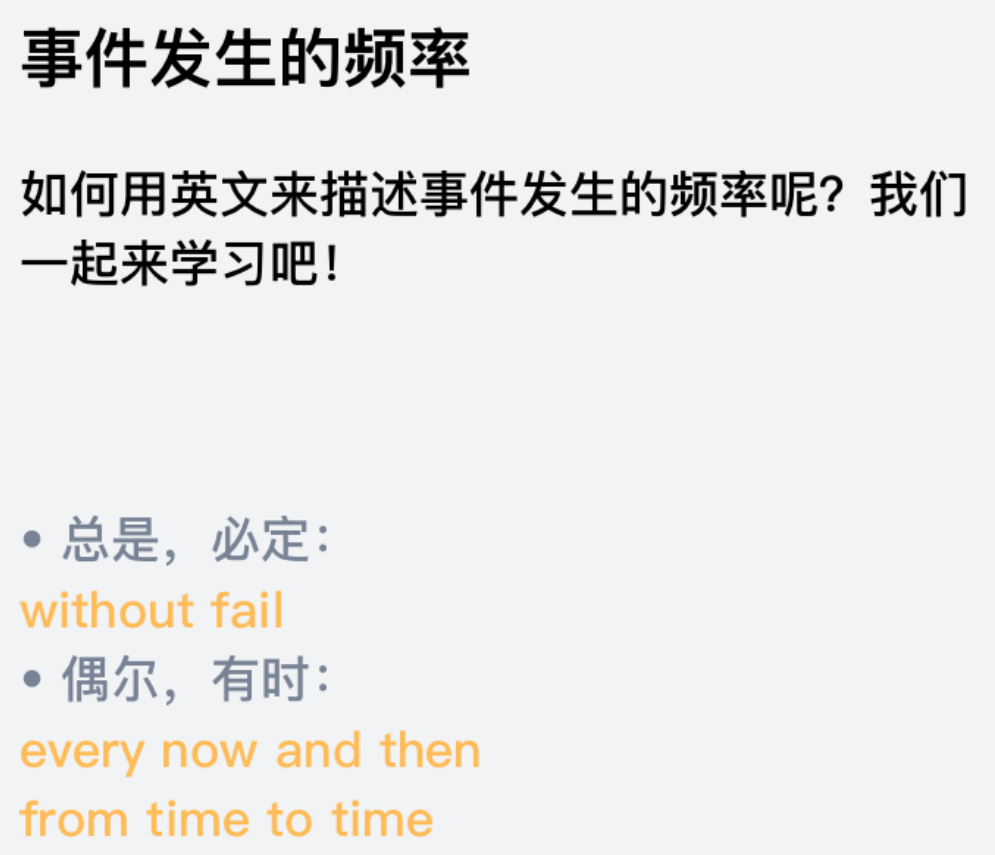 事件发生的频率
如何用英文来描述事件发生的频率呢？我们
一起来学习吧！
• 总是，必定：
without fail
• 偶尔，有时：
every now and then
from time to time